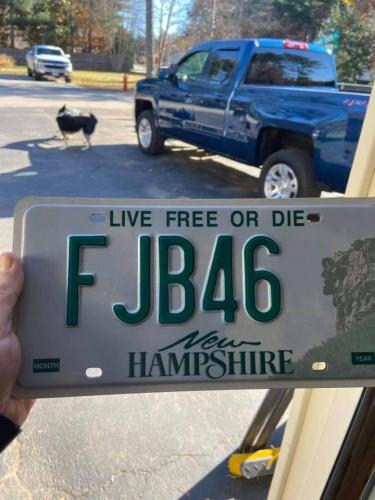 LIVE FREE OR DIE
FJB46
New
HAMPSHIRE
MONTH
YEAR